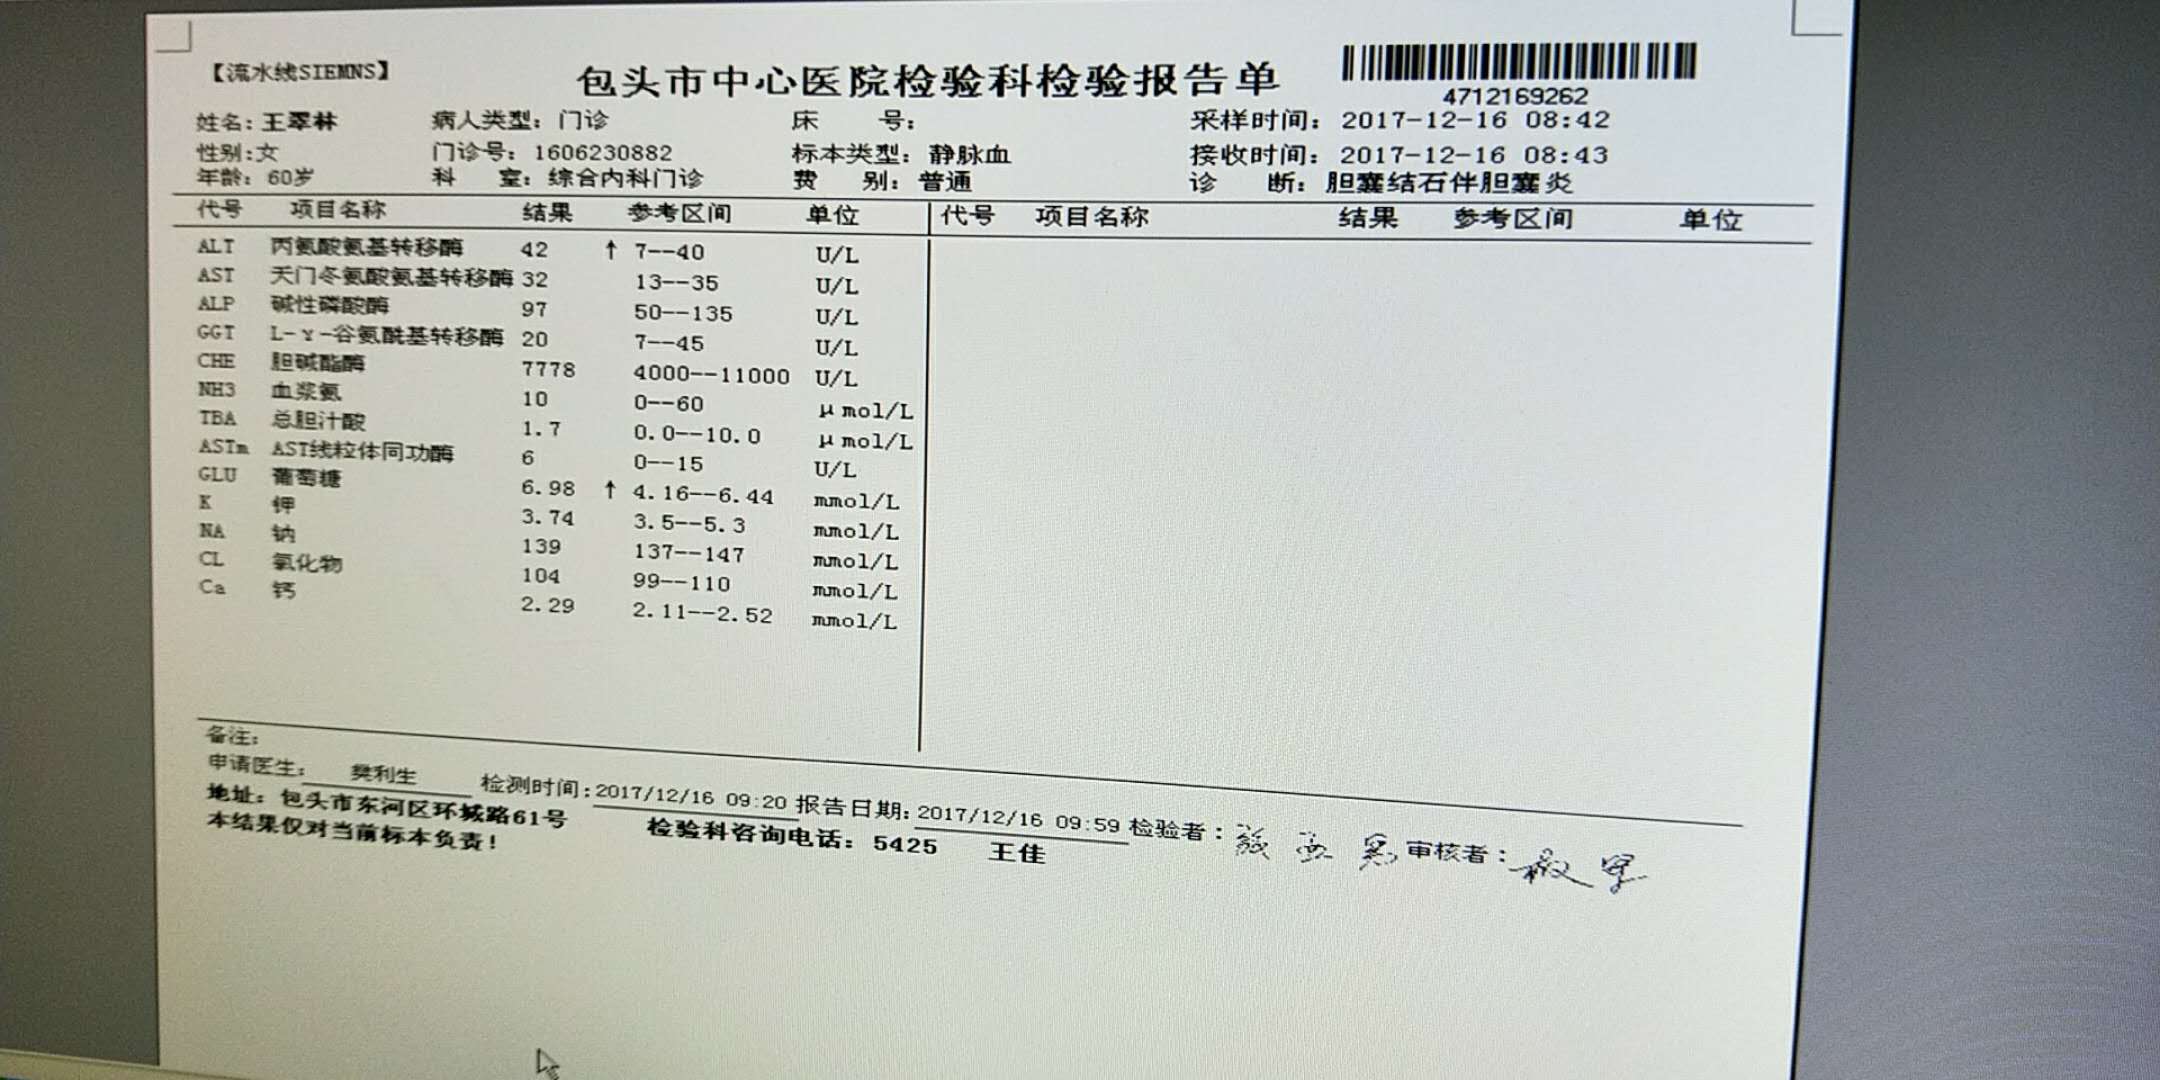 【流水线SIEMNS】
包头市中心医院检验科检验报告单
4712169262
姓名: 王翠林 病人类型: 门诊 床 号: 采样时间: 2017-12-16 08:42
性别:女 门诊号: 1606230882 标本类型: 静脉血 接收时间: 2017-12-16 08:43
年龄: 60岁 科 室: 综合内科门诊 费 别: 普通 诊 断: 胆囊结石伴胆囊炎
代号 项目名称 结果 参考区间 单位 代号 项目名称 结果 参考区间 单位
ALT 丙氨酸氨基转移酶 42 ↑ 7--40 U/L
AST 天门冬氨酸氨基转移酶 32 13--35 U/L
ALP 碱性磷酸酶 97 50--135 U/L
GGT L-γ-谷氨酰基转移酶 20 7--45 U/L
CHE 胆碱酯酶 7778 4000--11000 U/L
NH3 血浆氨 10 0--60 μmol/L
TBA 总胆汁酸 1.7 0.0--10.0 μmol/L
ASTm AST线粒体同功酶 6 0--15 U/L
GLU 葡萄糖 6.98 ↑ 4.16--6.44 mmol/L
K 钾 3.74 3.5--5.3 mmol/L
NA 钠 139 137--147 mmol/L
CL 氯化物 104 99--110 mmol/L
Ca 钙 2.29 2.11--2.52 mmol/L
备注:
申请医生: 樊利生 检测时间:2017/12/16 09:20 报告日期:2017/12/16 09:59 检验者: 审核者:
地址: 包头市东河区环城路61号 检验科咨询电话: 5425 王佳
本结果仅对当前标本负责!